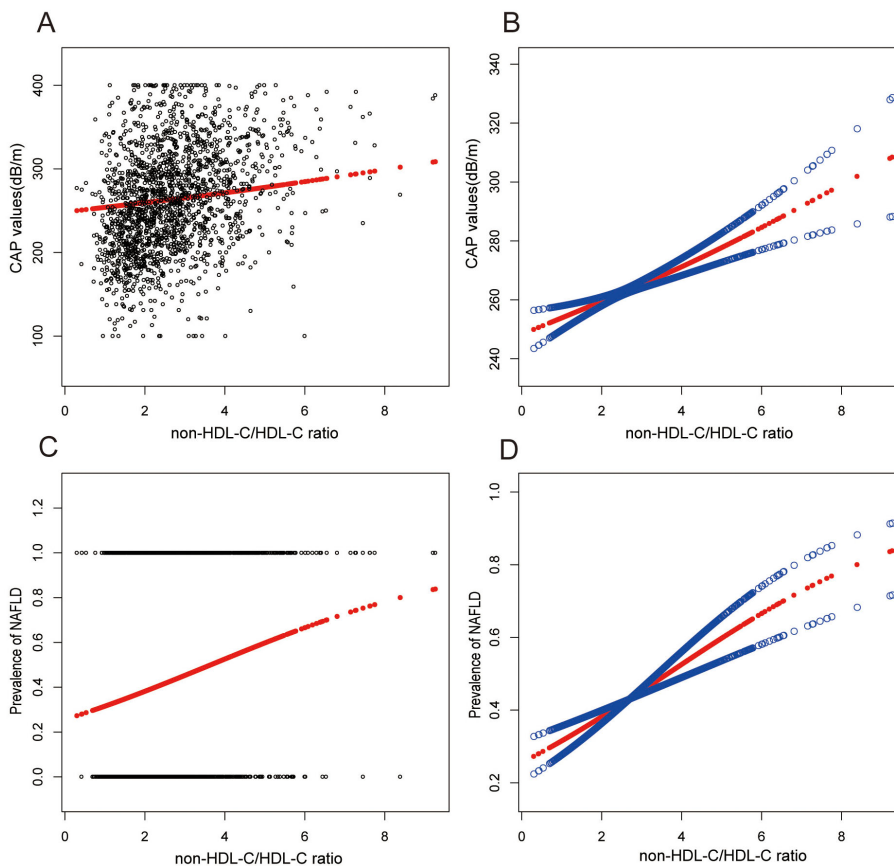 A
CAP values(dB/m)
400
300
200
100
0 2 4 6 8
non-HDL-C/HDL-C ratio
B
CAP values(dB/m)
340
320
300
280
260
240
0 2 4 6 8
non-HDL-C/HDL-C ratio
C
Prevalence of NAFLD
1.2
1.0
0.8
0.6
0.4
0.2
0.0
0 2 4 6 8
non-HDL-C/HDL-C ratio
D
Prevalence of NAFLD
1.0
0.8
0.6
0.4
0.2
0 2 4 6 8
non-HDL-C/HDL-C ratio